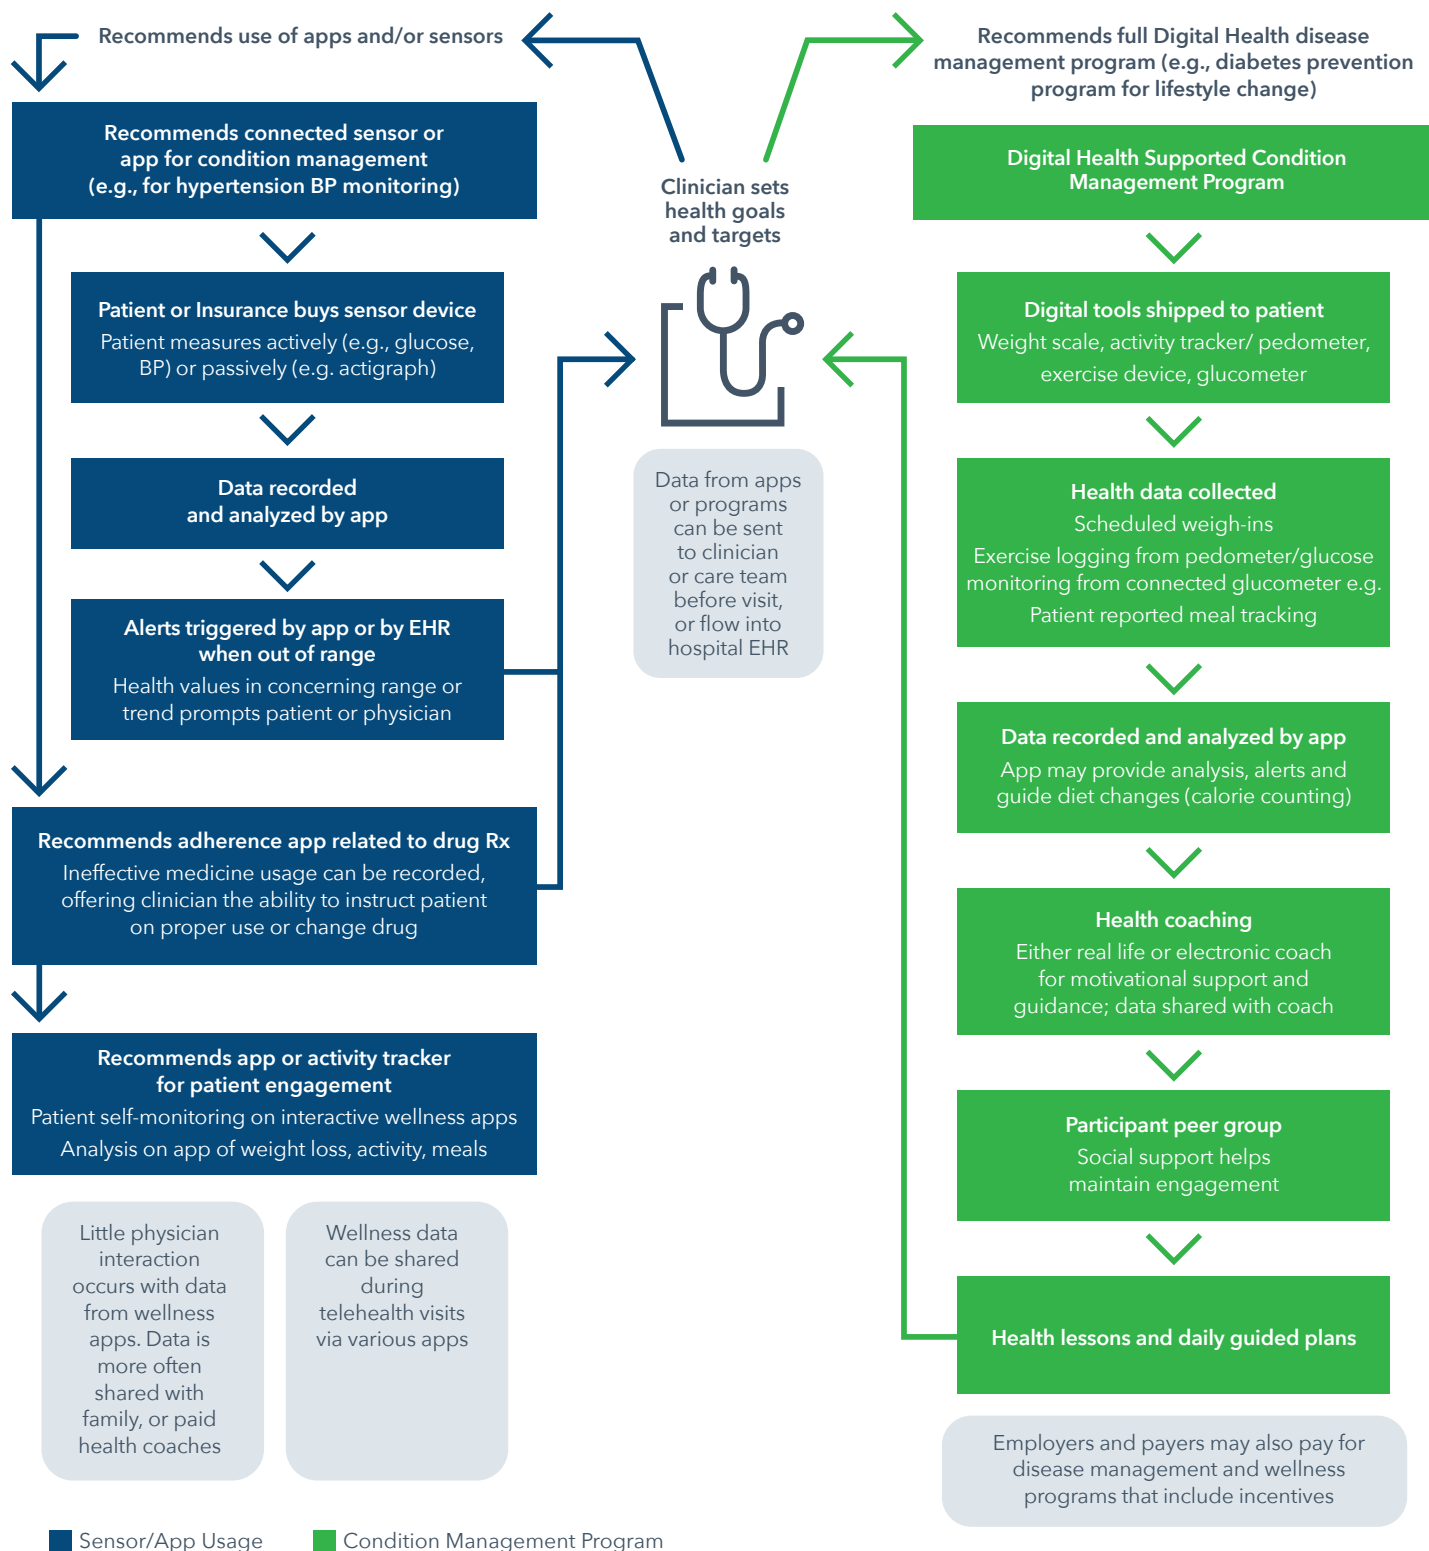 Recommends use of apps and/or sensors
Recommends connected sensor or
app for condition management
(e.g., for hypertension BP monitoring)
Patient or Insurance buys sensor device
Patient measures actively (e.g., glucose,
BP) or passively (e.g. actigraph)
Data recorded
and analyzed by app
Alerts triggered by app or by EHR
when out of range
Health values in concerning range or
trend prompts patient or physician
Recommends adherence app related to drug Rx
Ineffective medicine usage can be recorded,
offering clinician the ability to instruct patient
on proper use or change drug
Recommends app or activity tracker
for patient engagement
Patient self-monitoring on interactive wellness apps
Analysis on app of weight loss, activity, meals
Little physician
interaction
occurs with data
from wellness
apps. Data is
more often
shared with
family, or paid
health coaches
Wellness data
can be shared
during
telehealth visits
via various apps
Clinician sets
health goals
and targets
Data from apps
or programs
can be sent
to clinician
or care team
before visit,
or flow into
hospital EHR
Recommends full Digital Health disease
management program (e.g., diabetes prevention
program for lifestyle change)
Digital Health Supported Condition
Management Program
Digital tools shipped to patient
Weight scale, activity tracker/ pedometer,
exercise device, glucometer
Health data collected
Scheduled weigh-ins
Exercise logging from pedometer/glucose
monitoring from connected glucometer e.g.
Patient reported meal tracking
Data recorded and analyzed by app
App may provide analysis, alerts and
guide diet changes (calorie counting)
Health coaching
Either real life or electronic coach
for motivational support and
guidance; data shared with coach
Participant peer group
Social support helps
maintain engagement
Health lessons and daily guided plans
Employers and payers may also pay for
disease management and wellness
programs that include incentives
Sensor/App Usage
Condition Management Program